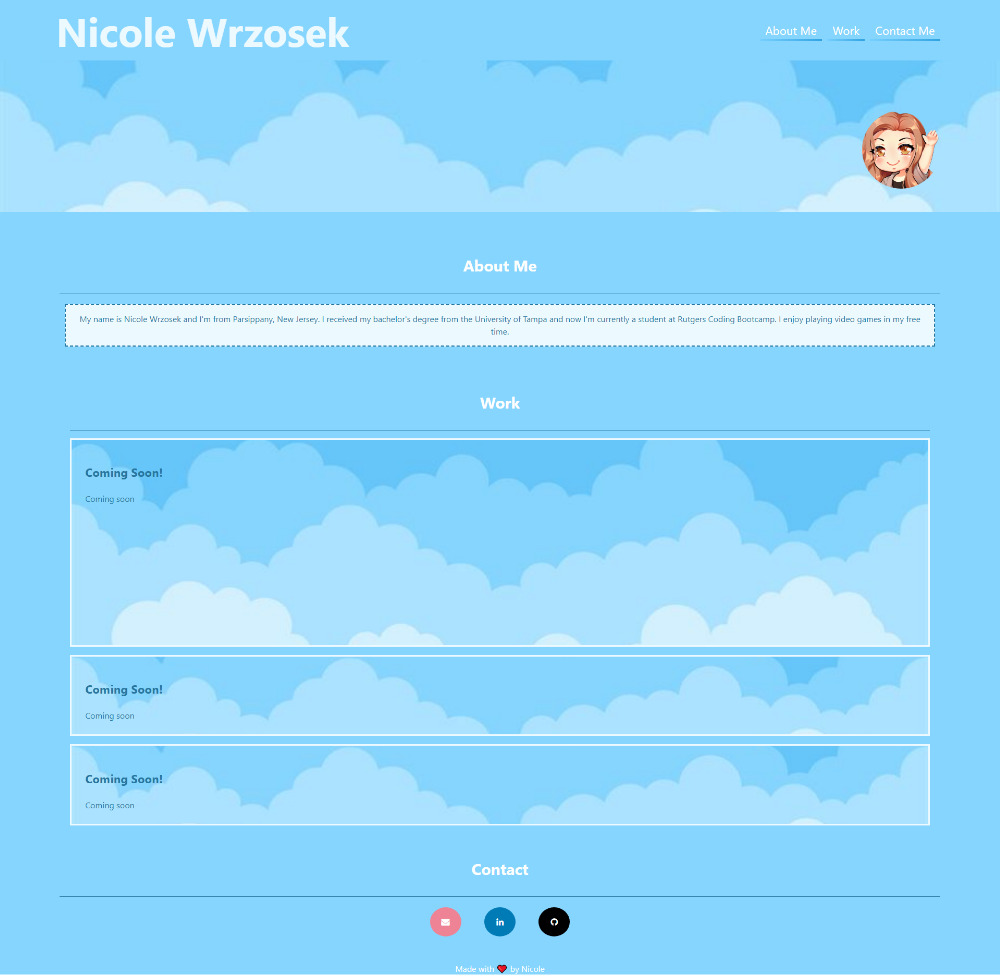 Nicole Wrzosek
About Me Work Contact Me
About Me
My name is Nicole Wrzosek and I'm from Parsippany, New Jersey. I received my bachelor's degree from the University of Tampa and now I'm currently a student at Rutgers Coding Bootcamp. I enjoy playing video games in my free
time.
Work
Coming Soon!
Coming soon
Coming Soon!
Coming soon
Coming Soon!
Coming soon
Contact
in
Made with ❤️ by Nicole